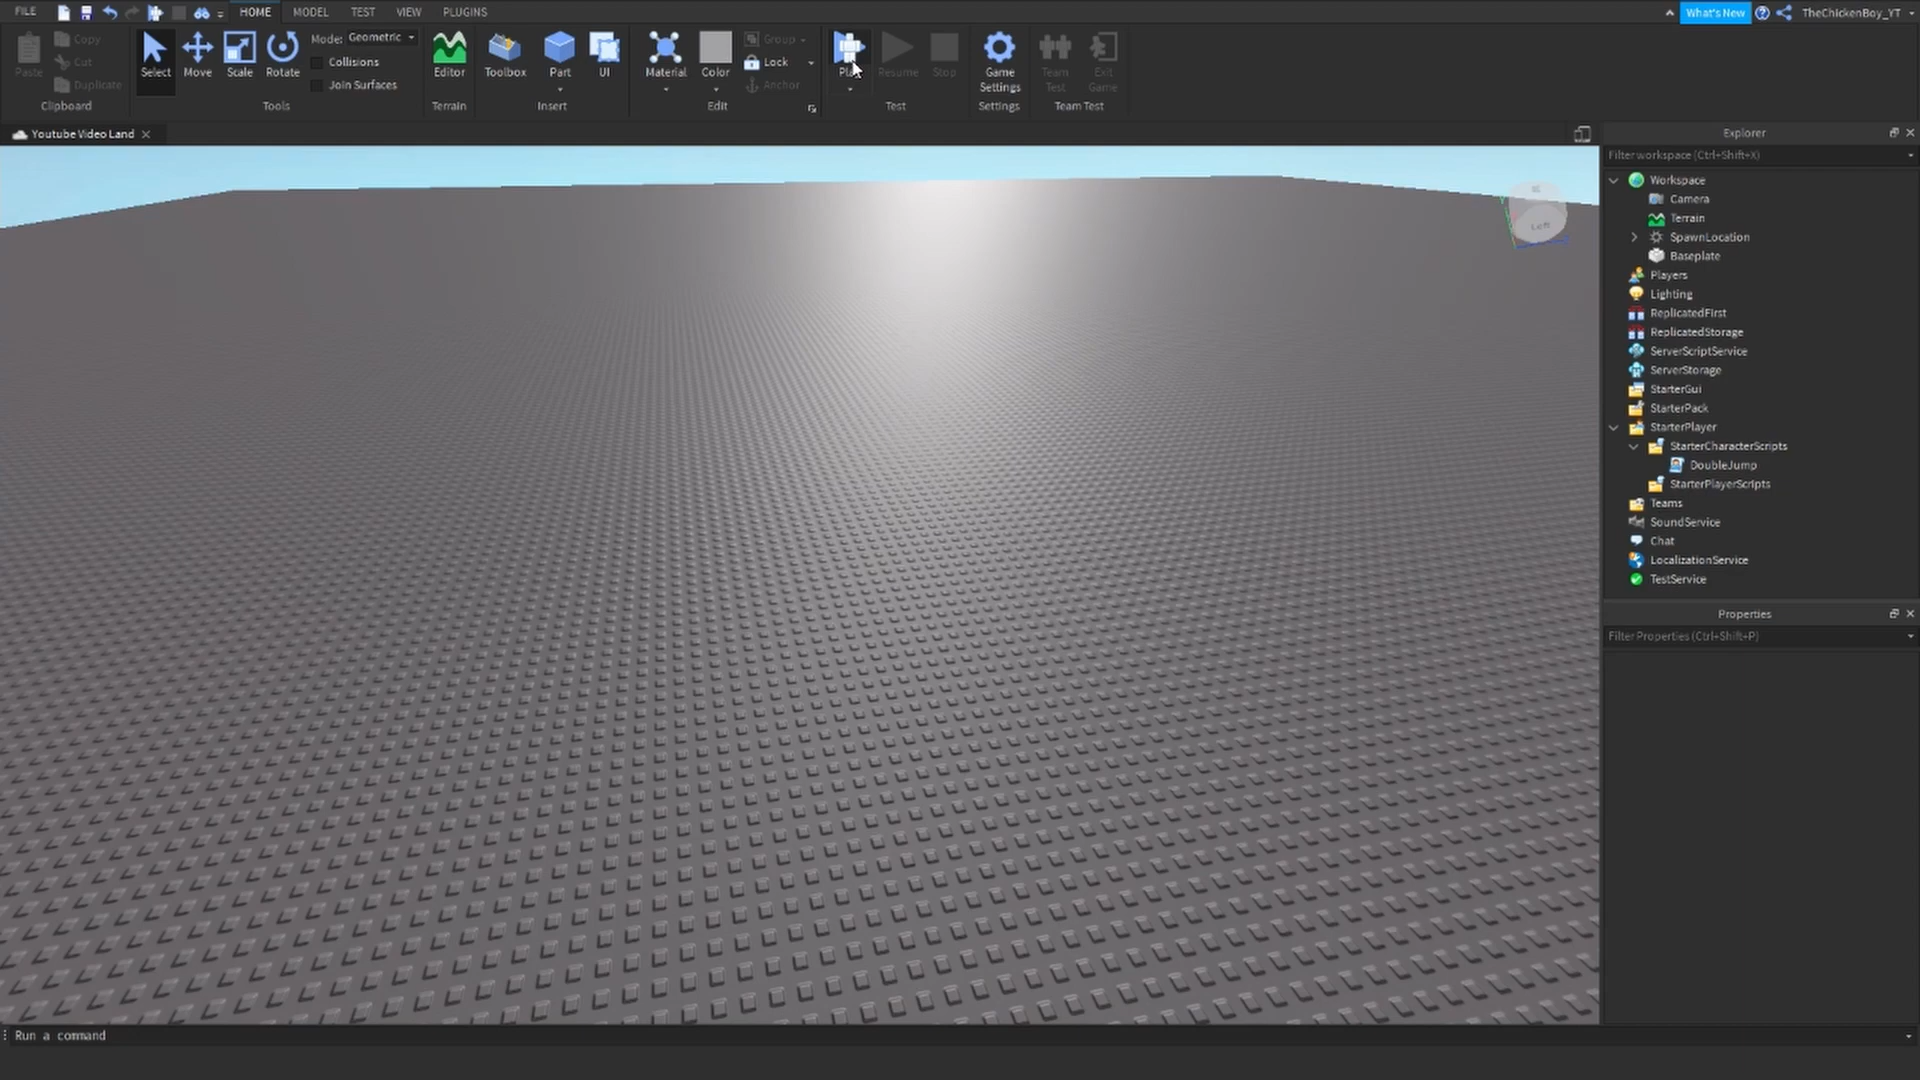 FILE HOME MODEL TEST VIEW PLUGINS What's New TheChickenBoy_YT
Paste Copy Cut Duplicate
Clipboard
Select Move Scale Rotate
Mode: Geometric
Collisions
Join Surfaces
Tools
Editor
Terrain
Toolbox Part UI
Insert
Material Color Group Lock Anchor
Edit
Play Resume Stop
Test
Game Settings
Settings
Team Test Exit Game
Team Test
Youtube Video Land
Left
Explorer
Filter workspace (Ctrl+Shift+X)
Workspace
Camera
Terrain
SpawnLocation
Baseplate
Players
Lighting
ReplicatedFirst
ReplicatedStorage
ServerScriptService
ServerStorage
StarterGui
StarterPack
StarterPlayer
StarterCharacterScripts
DoubleJump
StarterPlayerScripts
Teams
SoundService
Chat
LocalizationService
TestService
Properties
Filter Properties (Ctrl+Shift+P)
Run a command